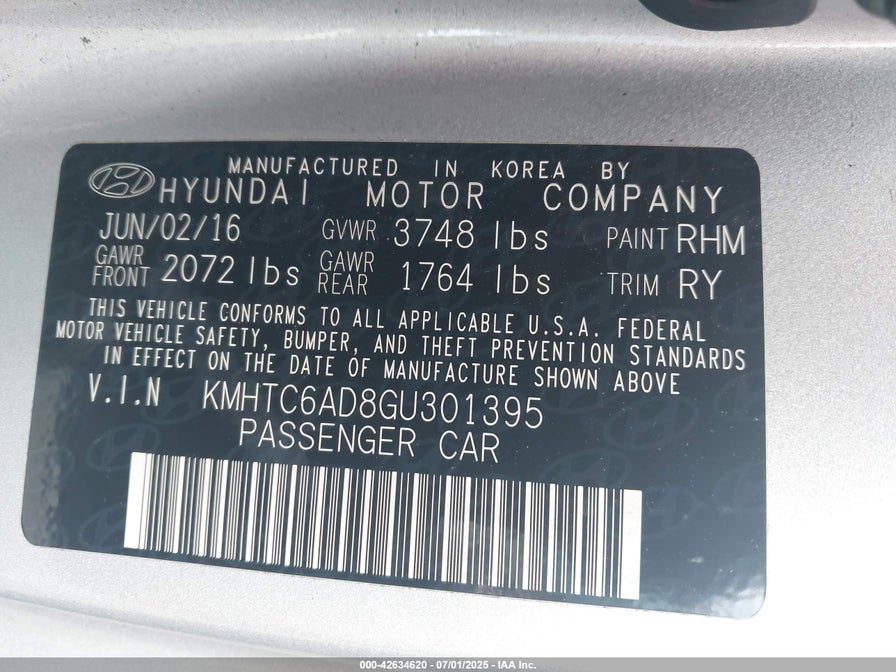 MANUFACTURED IN KOREA BY
HYUNDAI MOTOR COMPANY
JUN/02/16 GVWR 3748 lbs PAINT RHM
GAWR FRONT 2072 lbs GAWR REAR 1764 lbs TRIM RY
THIS VEHICLE CONFORMS TO ALL APPLICABLE U.S.A. FEDERAL
MOTOR VEHICLE SAFETY, BUMPER, AND THEFT PREVENTION STANDARDS
IN EFFECT ON THE DATE OF MANUFACTURE SHOWN ABOVE
V.I.N KMHTC6AD8GU301395
PASSENGER CAR
000-42634620 - 07/01/2025 - IAA Inc.